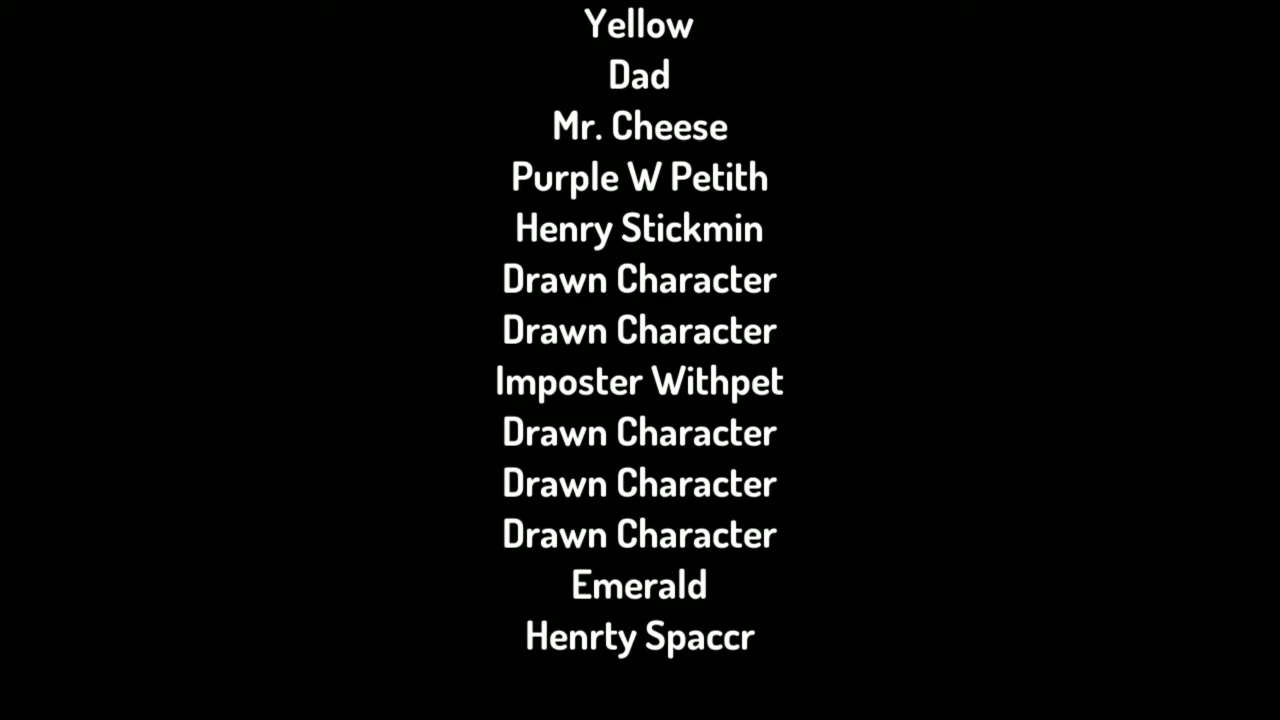 Yellow
Dad
Mr. Cheese
Purple W Petith
Henry Stickmin
Drawn Character
Drawn Character
Imposter Withpet
Drawn Character
Drawn Character
Drawn Character
Emerald
Henrty Spaccr